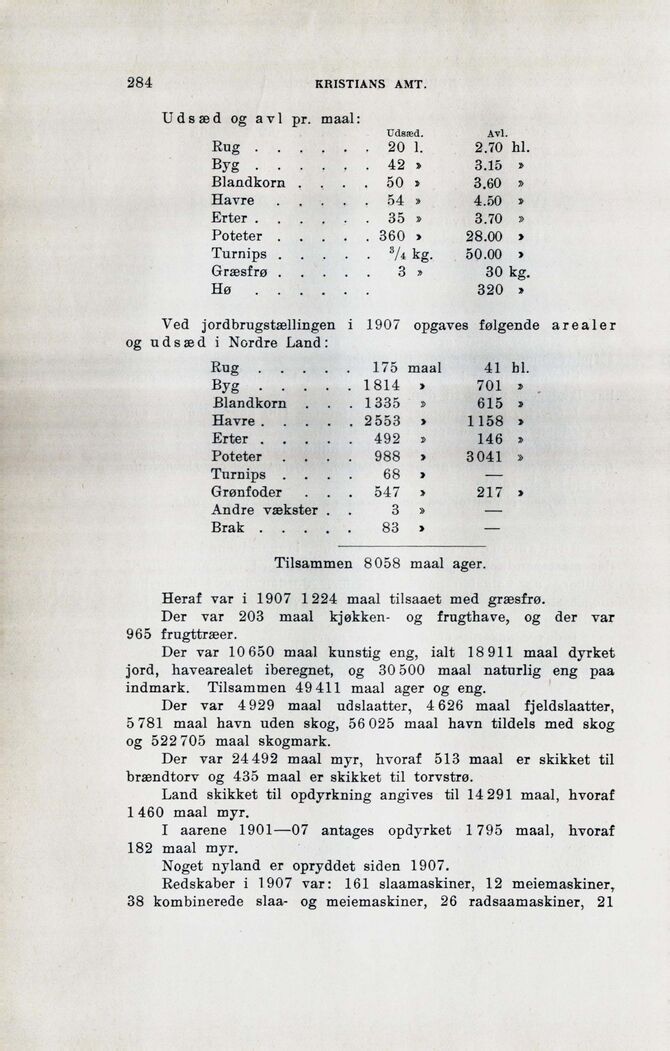 284 KRISTIANS AMT.
Udsæd og avl pr. maal:
Udsæd. Avl.
Rug . . . . . . 20 l. 2.70 hl.
Byg . . . . . . 42 » 3.15 »
Blandkorn . . . . 50 » 3.60 »
Havre . . . . . 54 » 4.50 »
Erter . . . . . . 35 » 3.70 »
Poteter . . . . . 360 » 28.00 »
Turnips . . . . . 3/4 kg. 50.00 »
Græsfrø . . . . . 3 » 30 kg.
Hø . . . . . . 320 »
Ved jordbrugstællingen i 1907 opgaves følgende arealer
og udsæd i Nordre Land:
Rug . . . . . 175 maal 41 hl.
Byg . . . . . 1814 » 701 »
Blandkorn . . . 1335 » 615 »
Havre . . . . . 2553 » 1158 »
Erter . . . . . 492 » 146 »
Poteter . . . . 988 » 3041 »
Turnips . . . . 68 » —
Grønfoder . . . 547 » 217 »
Andre vækster . . 3 » —
Brak . . . . . 83 » —
Tilsammen 8058 maal ager.
Heraf var i 1907 1224 maal tilsaaet med græsfrø.
Der var 203 maal kjøkken- og frugthave, og der var
965 frugttræer.
Der var 10650 maal kunstig eng, ialt 18911 maal dyrket
jord, havearealet iberegnet, og 30500 maal naturlig eng paa
indmark. Tilsammen 49411 maal ager og eng.
Der var 4929 maal udslaatter, 4626 maal fjeldslaatter,
5781 maal havn uden skog, 56025 maal havn tildels med skog
og 522705 maal skogmark.
Der var 24492 maal myr, hvoraf 513 maal er skikket til
brændtorv og 435 maal er skikket til torvstrø.
Land skikket til opdyrkning angives til 14291 maal, hvoraf
1460 maal myr.
I aarene 1901—07 antages opdyrket 1795 maal, hvoraf
182 maal myr.
Noget nyland er opryddet siden 1907.
Redskaber i 1907 var: 161 slaamaskiner, 12 meiemaskiner,
38 kombinerede slaa- og meiemaskiner, 26 radsaamaskiner, 21